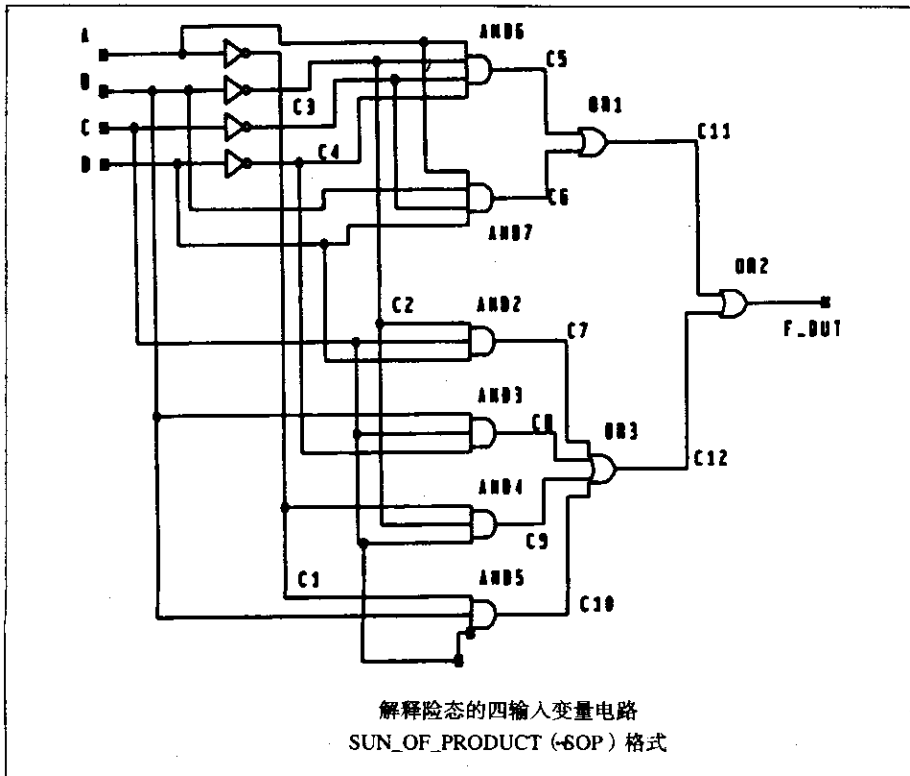 A
AND6
C5
B
C3
OR1
C11
C
C4
D
C6
AND7
OR2
C2
AND2
C7
F_OUT
AND3
C8
OR3
C12
AND4
C9
C1
AND5
C10
解释险态的四输入变量电路
SUN_OF_PRODUCT (SOP) 格式